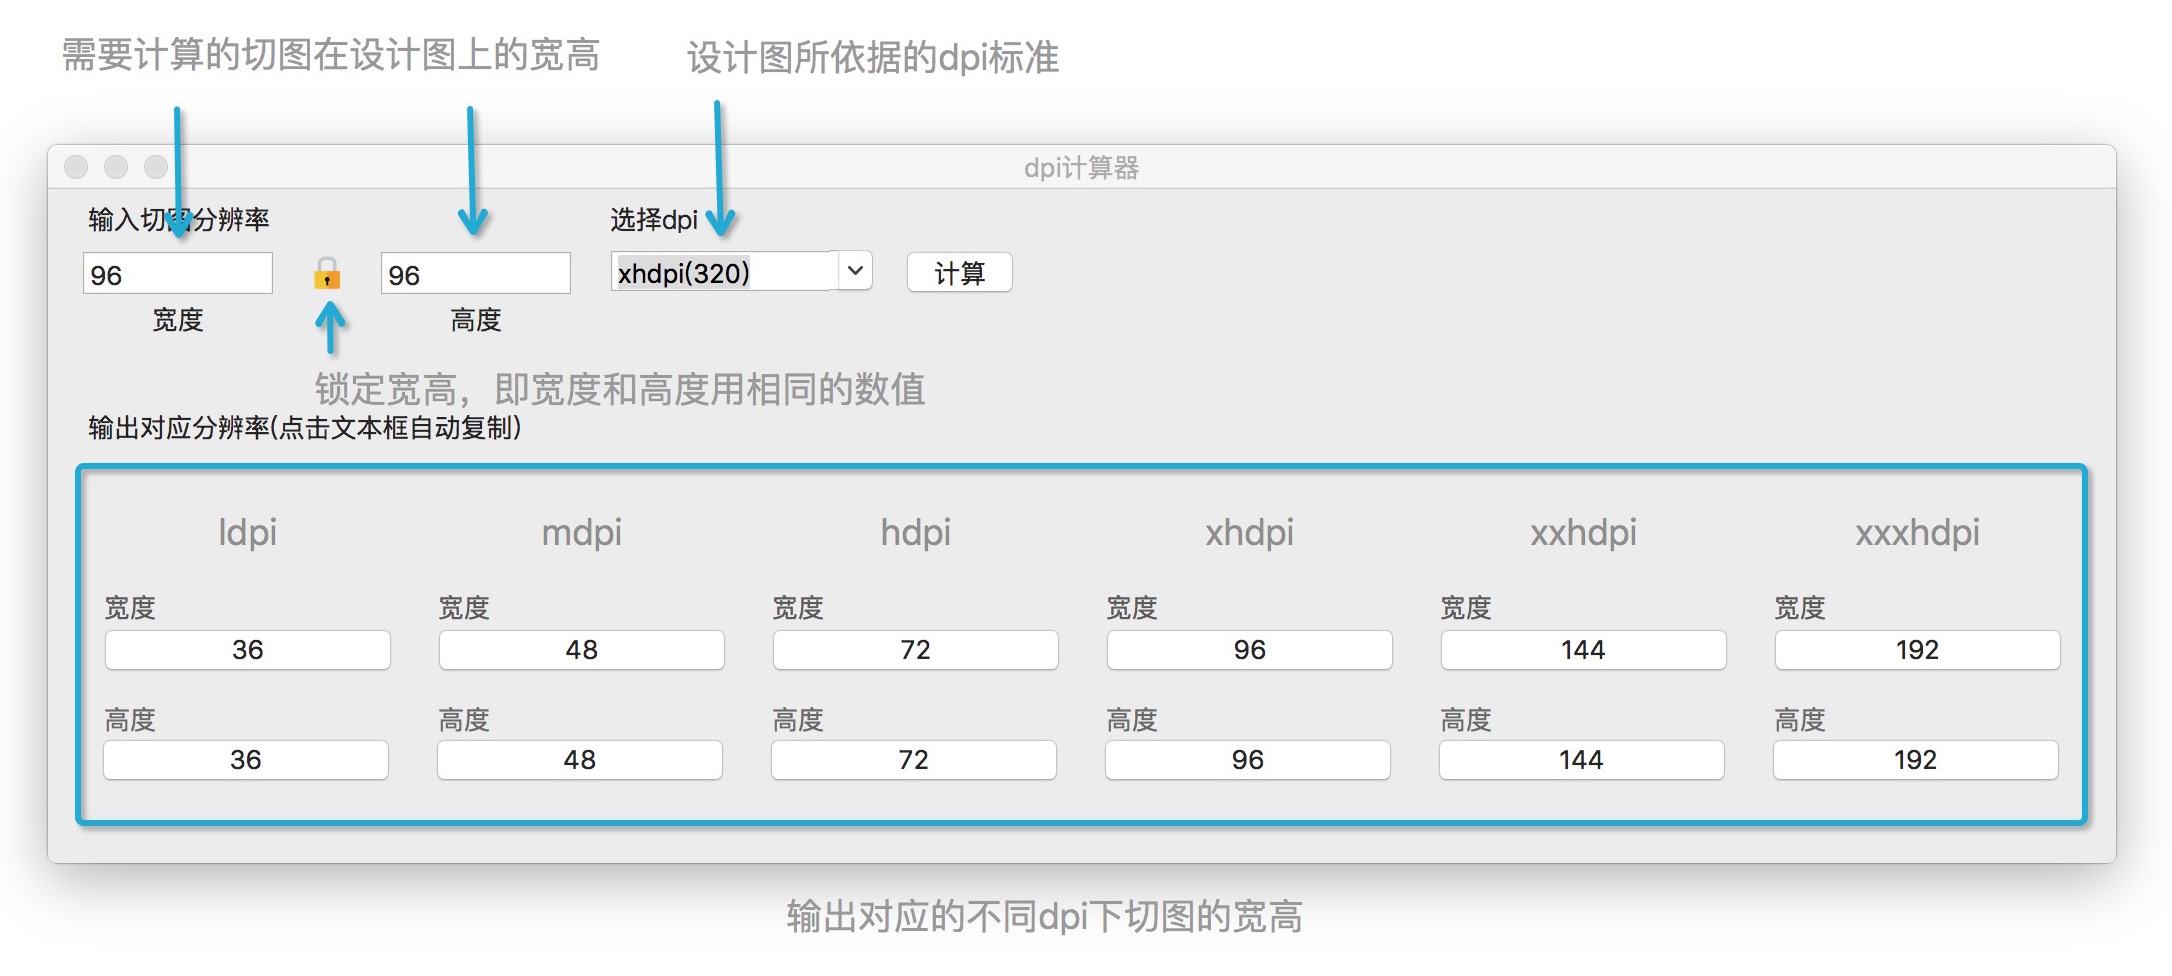 需要计算的切图在设计图上的宽高
设计图所依据的dpi标准
dpi计算器
输入切图分辨率
选择dpi
96
96
xhdpi(320)
计算
宽度
高度
锁定宽高，即宽度和高度用相同的数值
输出对应分辨率(点击文本框自动复制)
ldpi mdpi hdpi xhdpi xxhdpi xxxhdpi
宽度 宽度 宽度 宽度 宽度 宽度
36 48 72 96 144 192
高度 高度 高度 高度 高度 高度
36 48 72 96 144 192
输出对应的不同dpi下切图的宽高